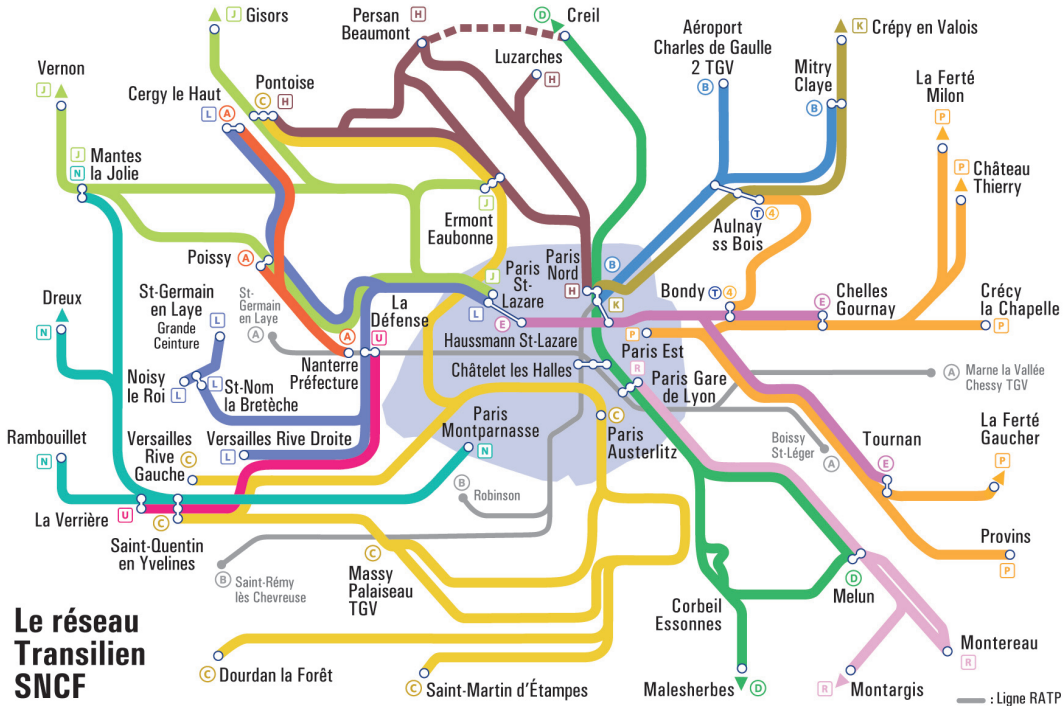 J Gisors
Persan H
Beaumont
D Creil
Luzarches
H
Aéroport
Charles de Gaulle
2 TGV
B
K Crépy en Valois
Mitry
Claye
B
La Ferté
Milon
P
Château
Thierry
P
Vernon
J
Cergy le Haut
L A
Pontoise
C H
J
N
Mantes
la Jolie
Ermont
Eaubonne
J
Aulnay
ss Bois
T 4
Poissy A
Paris
St-
Lazare
J
L
E
Paris
Nord
H
B
K
Bondy T 4
E
Chelles
Gournay
Crécy
la Chapelle
P
Dreux
N
St-Germain
en Laye
Grande
Ceinture
L
St-
Germain
en Laye
A
La
Défense
U
A
Nanterre
Préfecture
Haussmann St-Lazare
P
Paris Est
R
Châtelet les Halles
Paris Gare
de Lyon
A Marne la Vallée
Chessy TGV
Noisy
le Roi
L
L
St-Nom
la Bretèche
Rambouillet
N
Versailles
Rive
Gauche
C
Versailles Rive Droite
L
Paris
Montparnasse
N
C
Paris
Austerlitz
Boissy
St-Léger
A
Tournan
E
La Ferté
Gaucher
P
B
Robinson
La Verrière U
C
Saint-Quentin
en Yvelines
B Saint-Rémy
lès Chevreuse
C
Massy
Palaiseau
TGV
Provins
P
D
Melun
Corbeil
Essonnes
Montereau
R
Le réseau
Transilien
SNCF
C Dourdan la Forêt
C Saint-Martin d'Étampes
Malesherbes D
R Montargis
: Ligne RATP